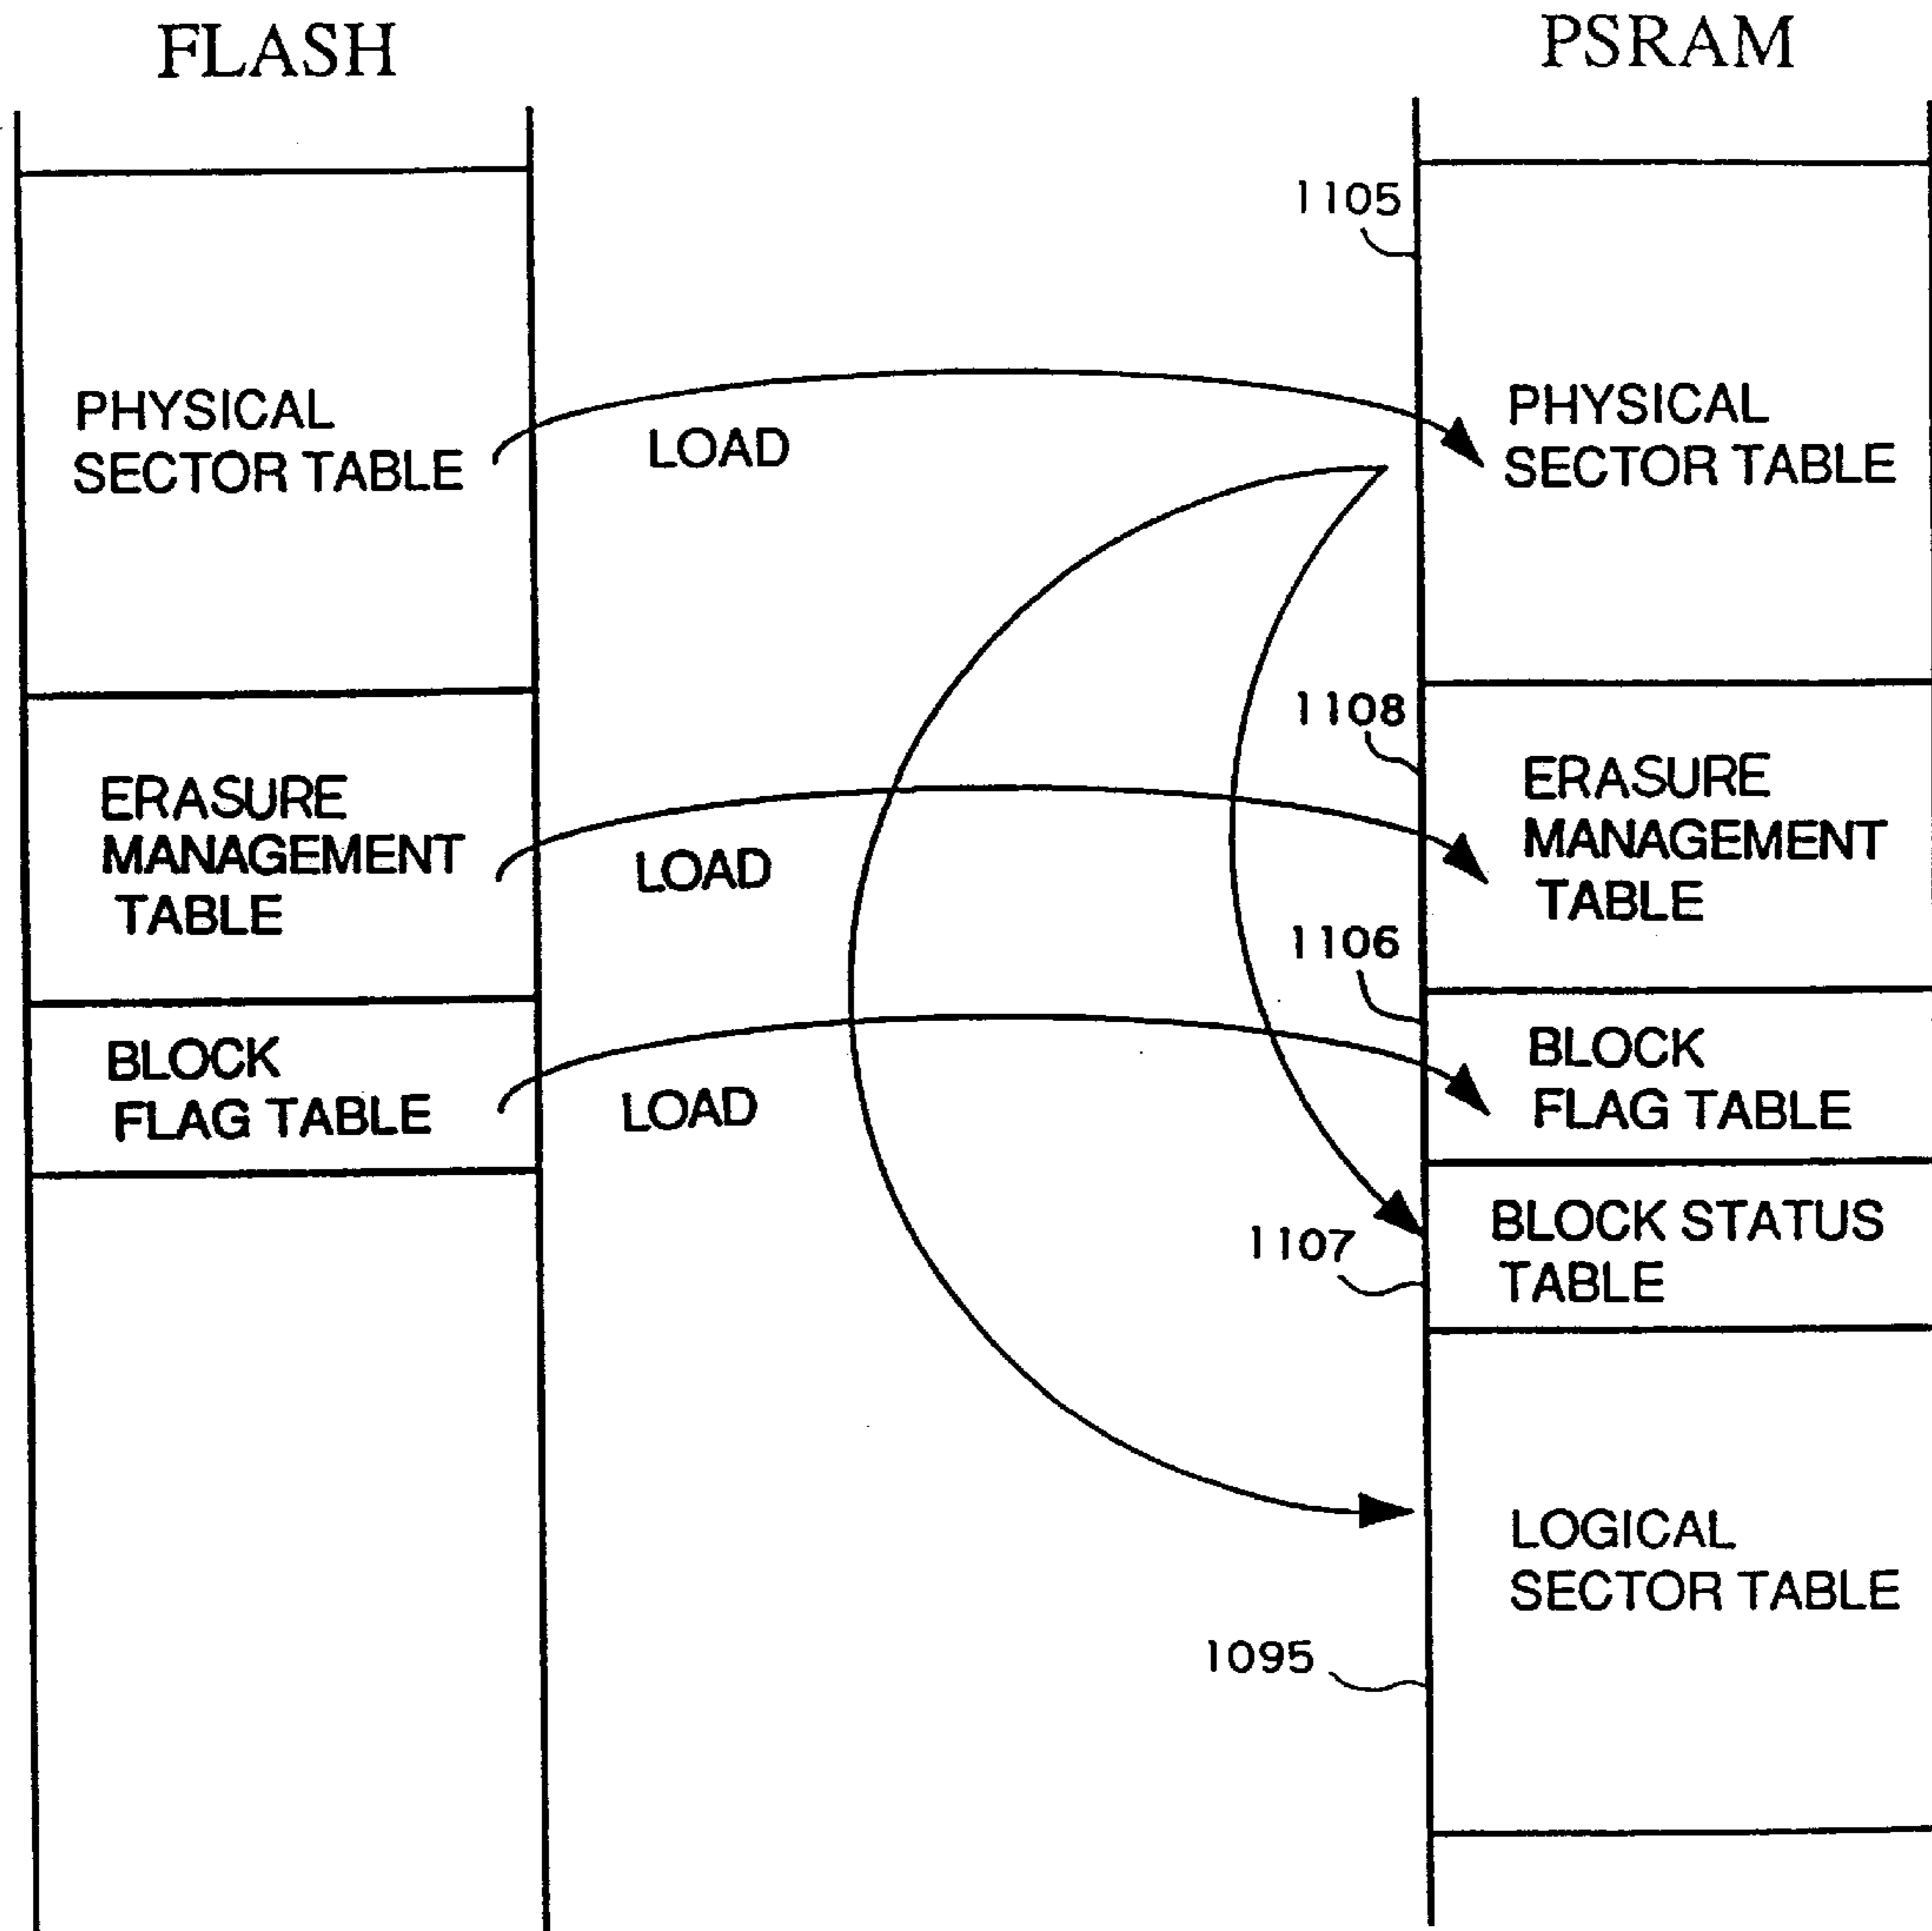 FLASH
PSRAM
1105
PHYSICAL
SECTOR TABLE
LOAD
PHYSICAL
SECTOR TABLE
1108
ERASURE
MANAGEMENT
TABLE
LOAD
ERASURE
MANAGEMENT
TABLE
1106
BLOCK
FLAG TABLE
LOAD
BLOCK
FLAG TABLE
1107
BLOCK STATUS
TABLE
LOGICAL
SECTOR TABLE
1095